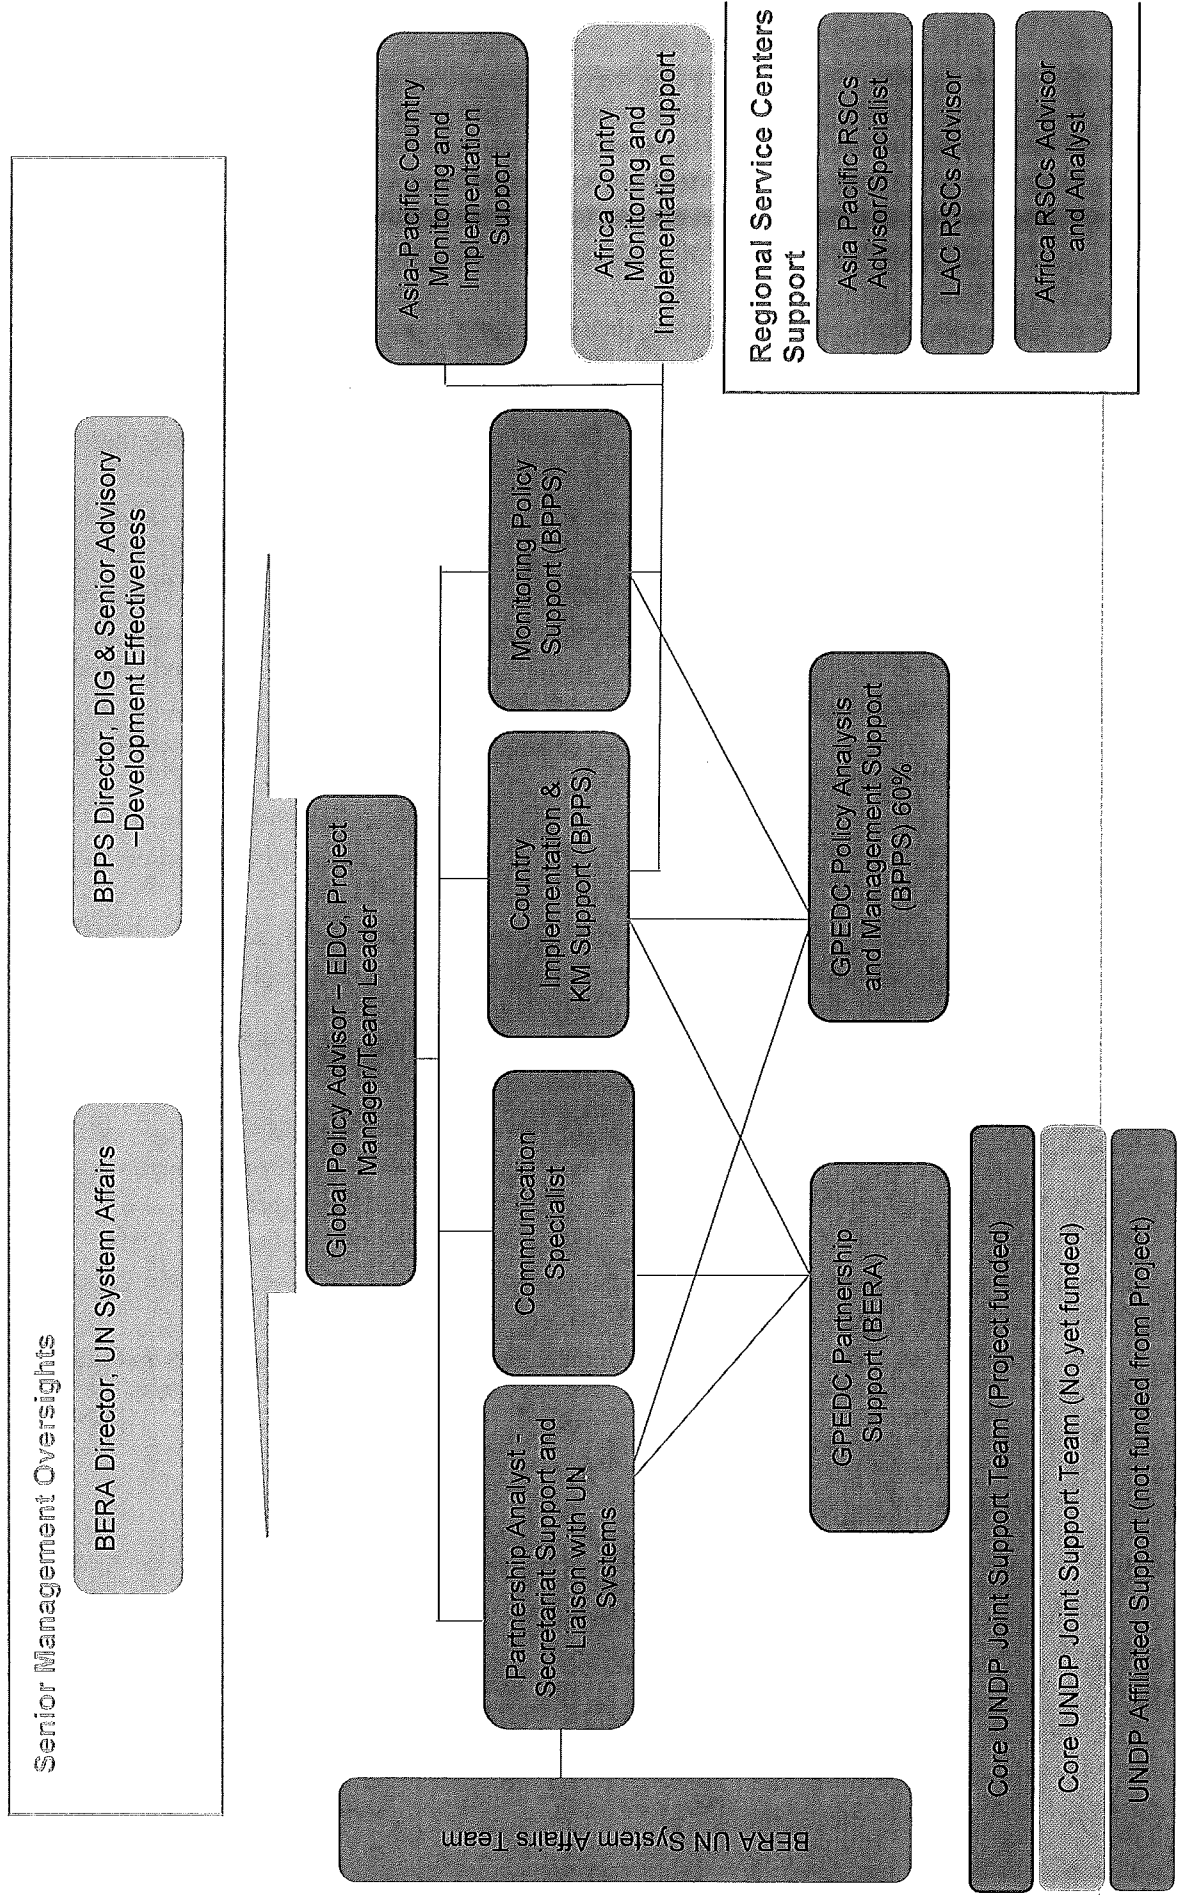 Senior Management Oversights
BERA Director, UN System Affairs
BPPS Director, DIG & Senior Advisory
–Development Effectiveness
Global Policy Advisor – EDC, Project
Manager/Team Leader
BERA UN System Affairs Team
Partnership Analyst -
Secretariat Support and
Liaison with UN
Systems
Communication
Specialist
Country
Implementation &
KM Support (BPPS)
Monitoring Policy
Support (BPPS)
Asia-Pacific Country
Monitoring and
Implementation
Support
Africa Country
Monitoring and
Implementation Support
GPEDC Partnership
Support (BERA)
GPEDC Policy Analysis
and Management Support
(BPPS) 60%
Regional Service Centers
Support
Asia Pacific RSCs
Advisor/Specialist
LAC RSCs Advisor
Africa RSCs Advisor
and Analyst
Core UNDP Joint Support Team (Project funded)
Core UNDP Joint Support Team (No yet funded)
UNDP Affiliated Support (not funded from Project)